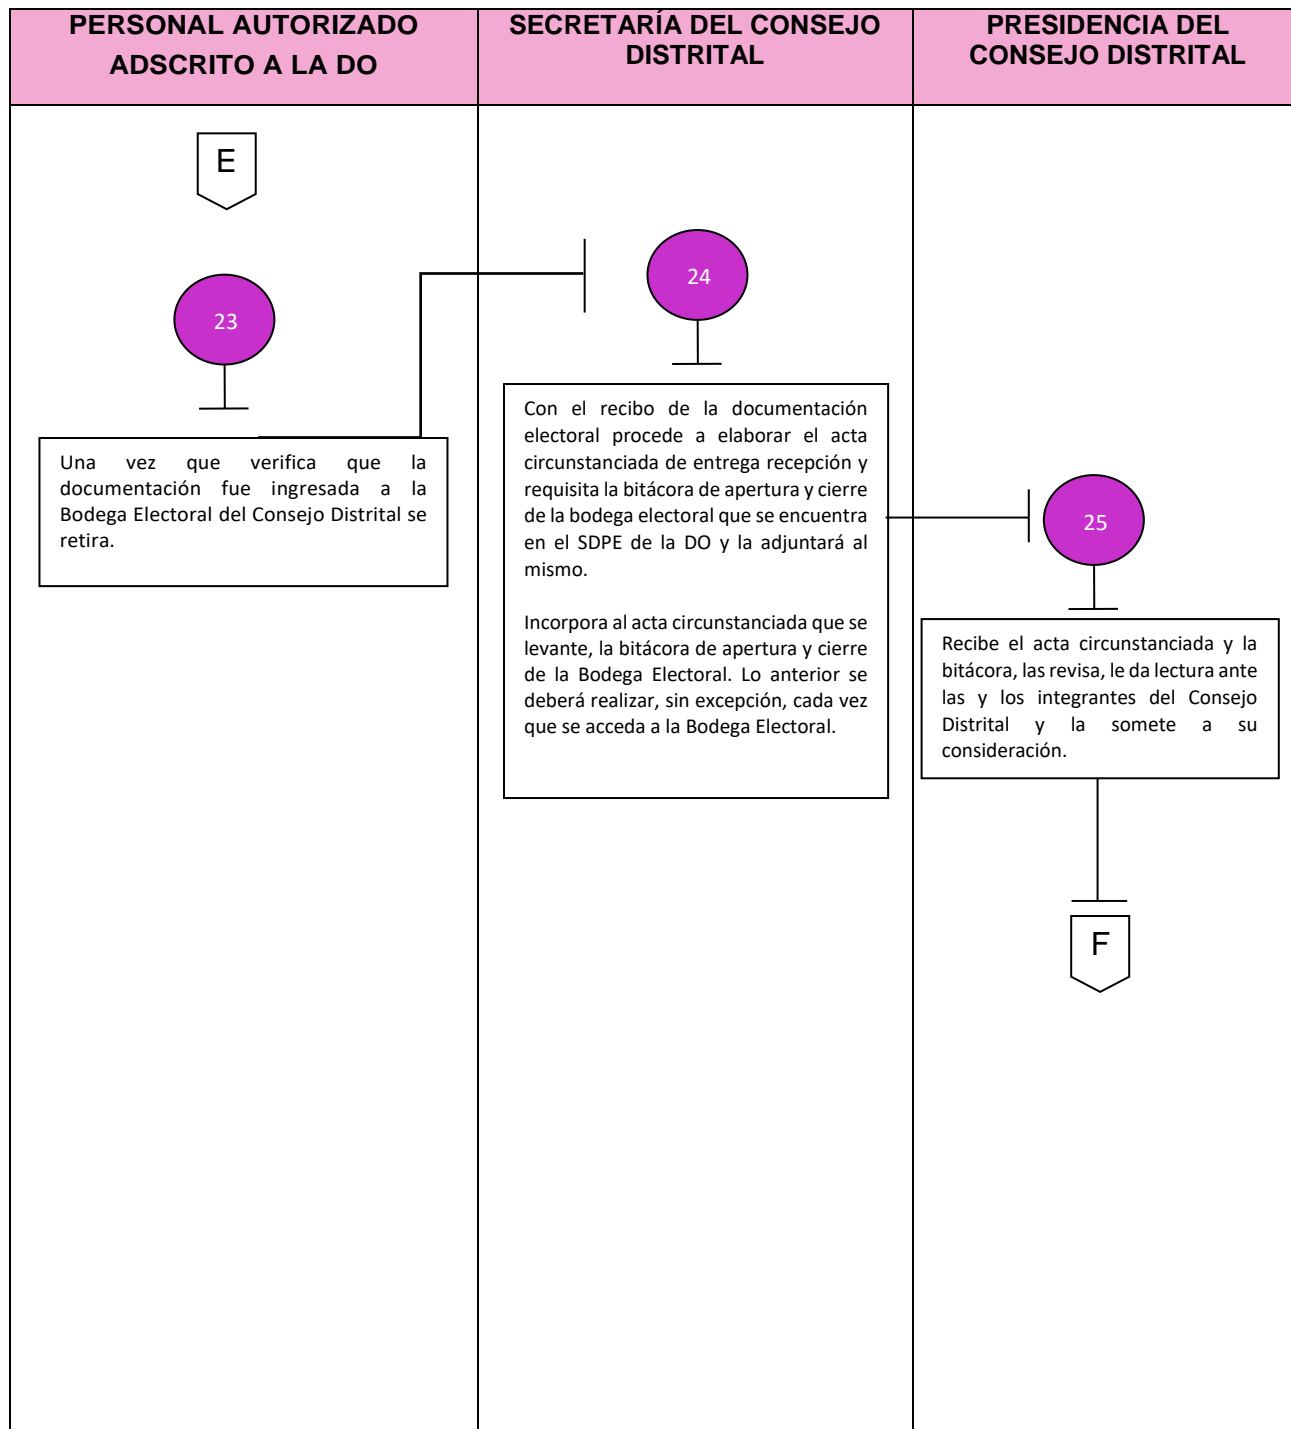 PERSONAL AUTORIZADO
ADSCRITO A LA DO
SECRETARÍA DEL CONSEJO
DISTRITAL
PRESIDENCIA DEL
CONSEJO DISTRITAL
E
23
Una vez que verifica que la
documentación fue ingresada a la
Bodega Electoral del Consejo Distrital se
retira.
24
Con el recibo de la documentación
electoral procede a elaborar el acta
circunstanciada de entrega recepción y
requisita la bitácora de apertura y cierre
de la bodega electoral que se encuentra
en el SDPE de la DO y la adjuntará al
mismo.
Incorpora al acta circunstanciada que se
levante, la bitácora de apertura y cierre
de la Bodega Electoral. Lo anterior se
deberá realizar, sin excepción, cada vez
que se acceda a la Bodega Electoral.
25
Recibe el acta circunstanciada y la
bitácora, las revisa, le da lectura ante
las y los integrantes del Consejo
Distrital y la somete a su
consideración.
F